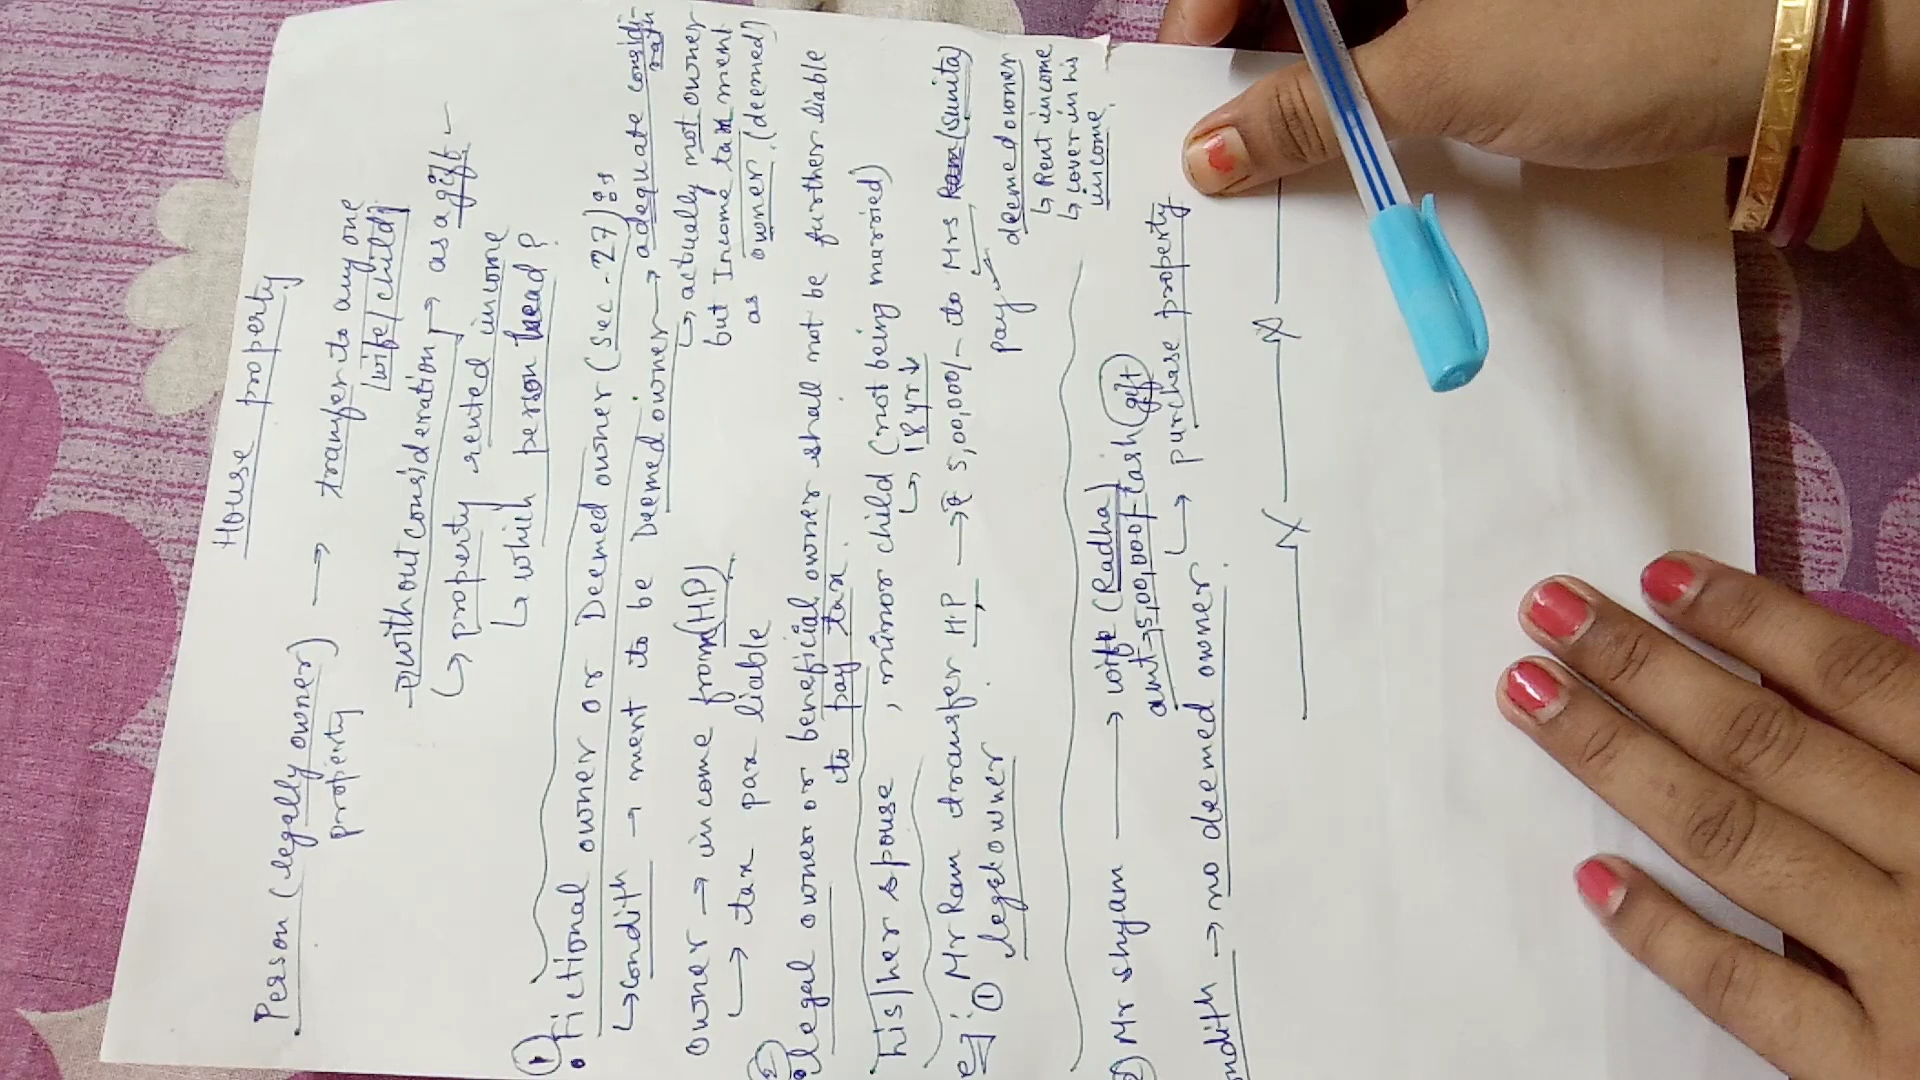 House property
Person (legally owner) → transfer to any one
property (wife/child)
without consideration → as a gift
↳ property rented income
↳ which person head?
① • Fictional owner or Deemed owner (Sec-27):
↳ condith → ment to be Deemed owner → adequate considi-
ratn
↳ actually not owner
but Income tax ment
as owner. (deemed)
owner → income from (H.P)
↳ tax pax liable
② • legal owner or beneficial owner shall not be further liable
to pay tax.
his/her spouse, minor child (not being married)
↳ 18yr↓
eg: ① Mr Ram transfer H.P → ₹ 5,00,000/- to Mrs (Sunita)
legal owner
pay
deemed owner
↳ Rent income
↳ cover in his
income.
② Mr Shyam → wife (Radha)
amt → 5,00,000/- cash (gift)
↳ purchase property
condith → no deemed owner.
x x